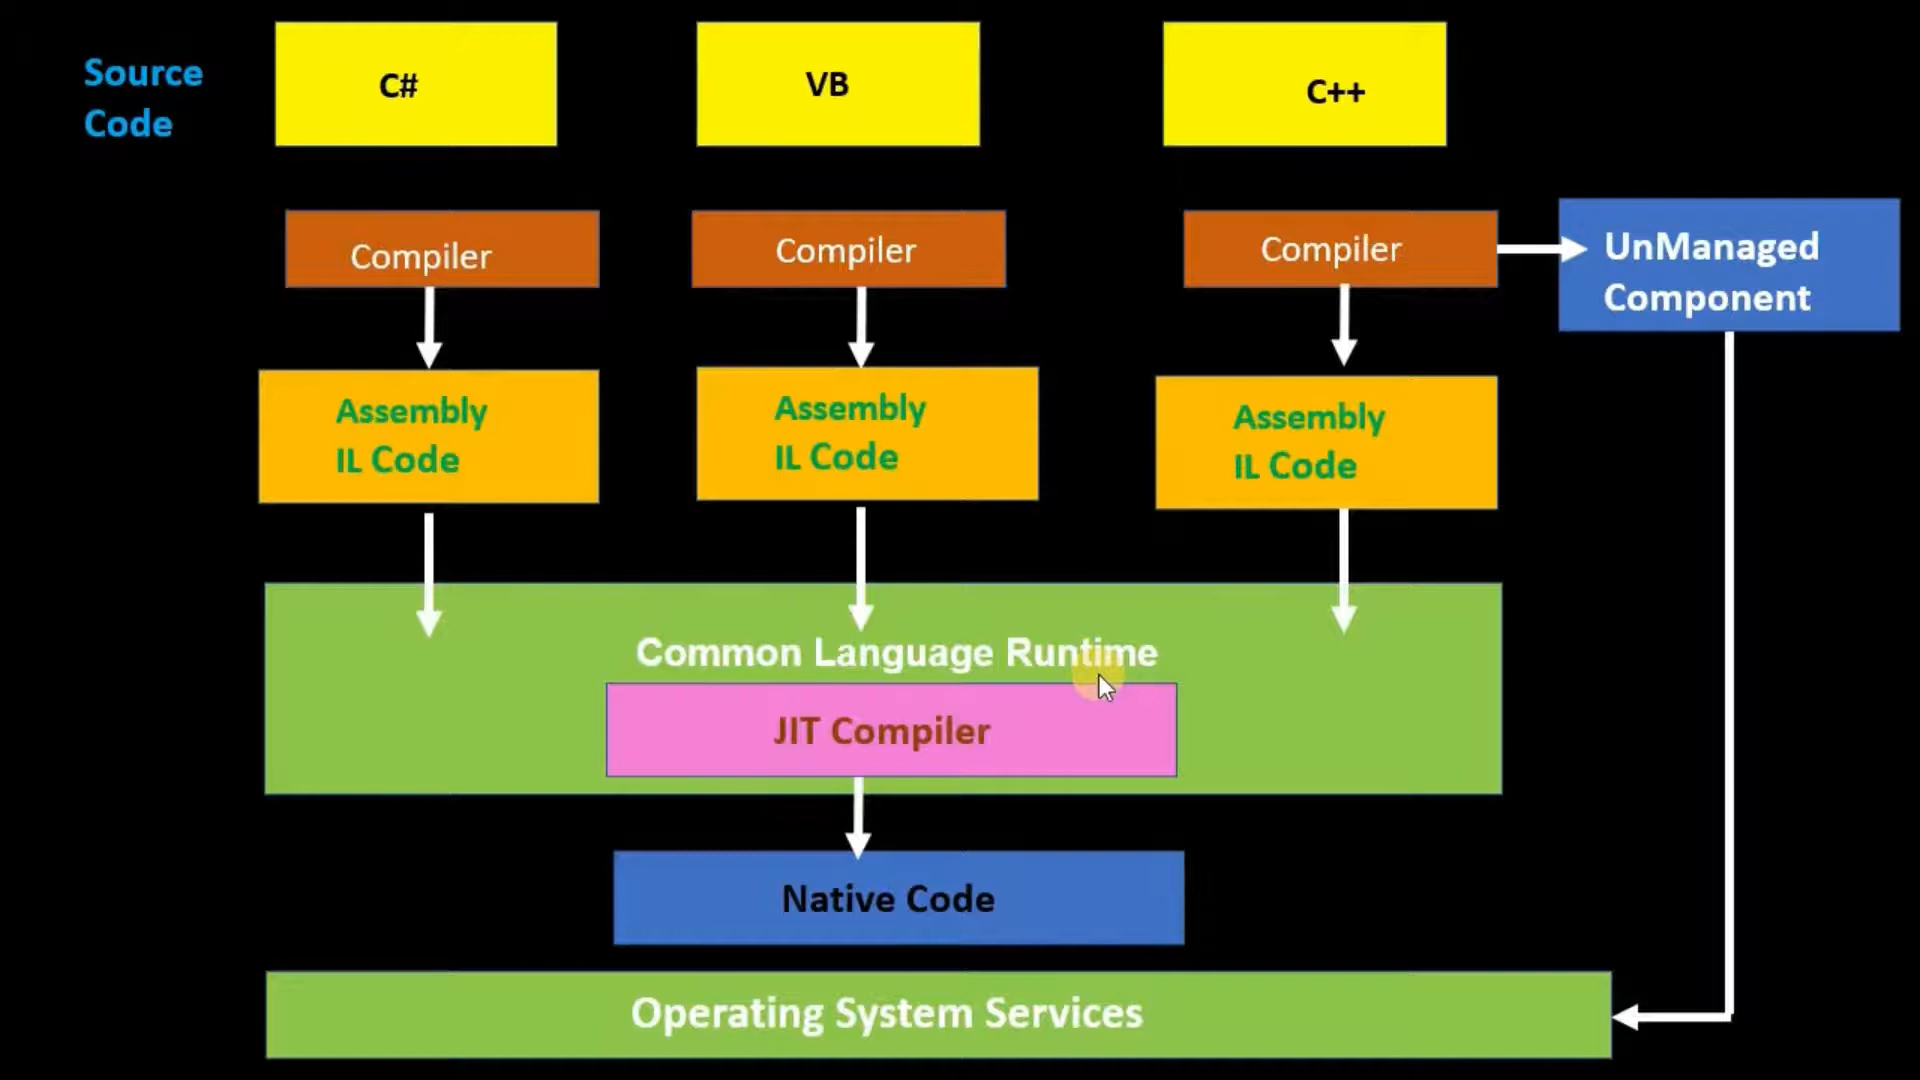 Source
Code
C#
VB
C++
Compiler
Compiler
Compiler
UnManaged
Component
Assembly
IL Code
Assembly
IL Code
Assembly
IL Code
Common Language Runtime
JIT Compiler
Native Code
Operating System Services